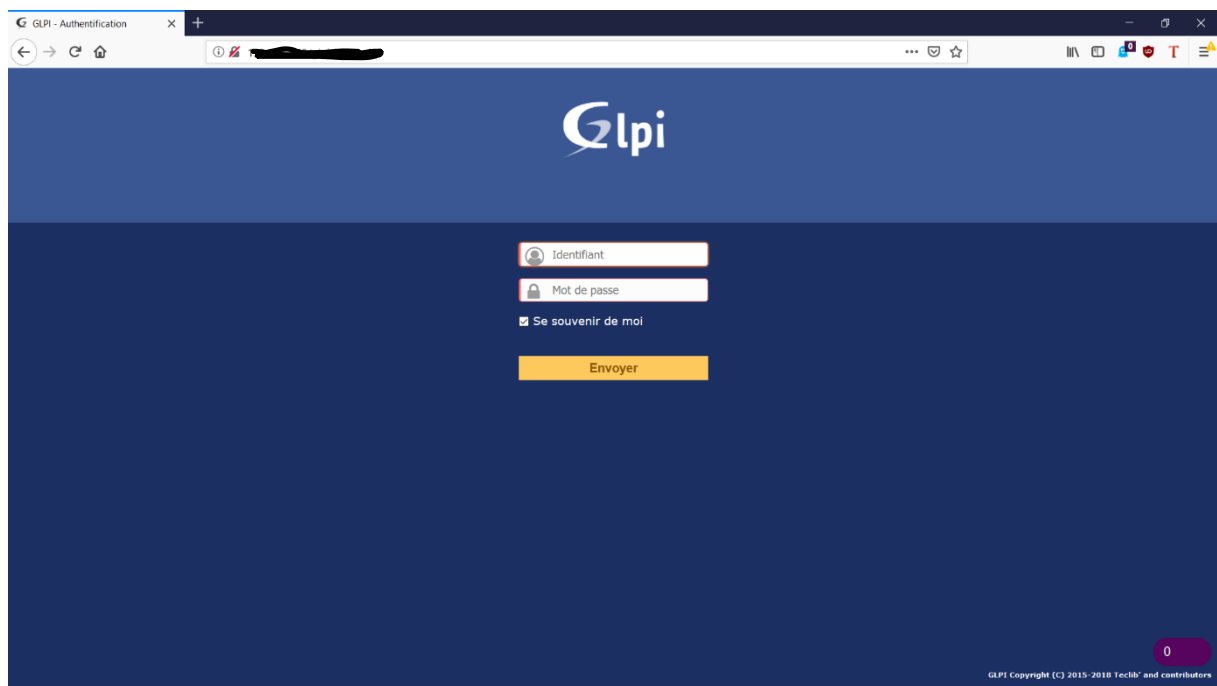 GLPI - Authentification
Glpi
Identifiant
Mot de passe
Se souvenir de moi
Envoyer
0
T
0
GLPI Copyright (C) 2015-2018 Teclib' and contributors